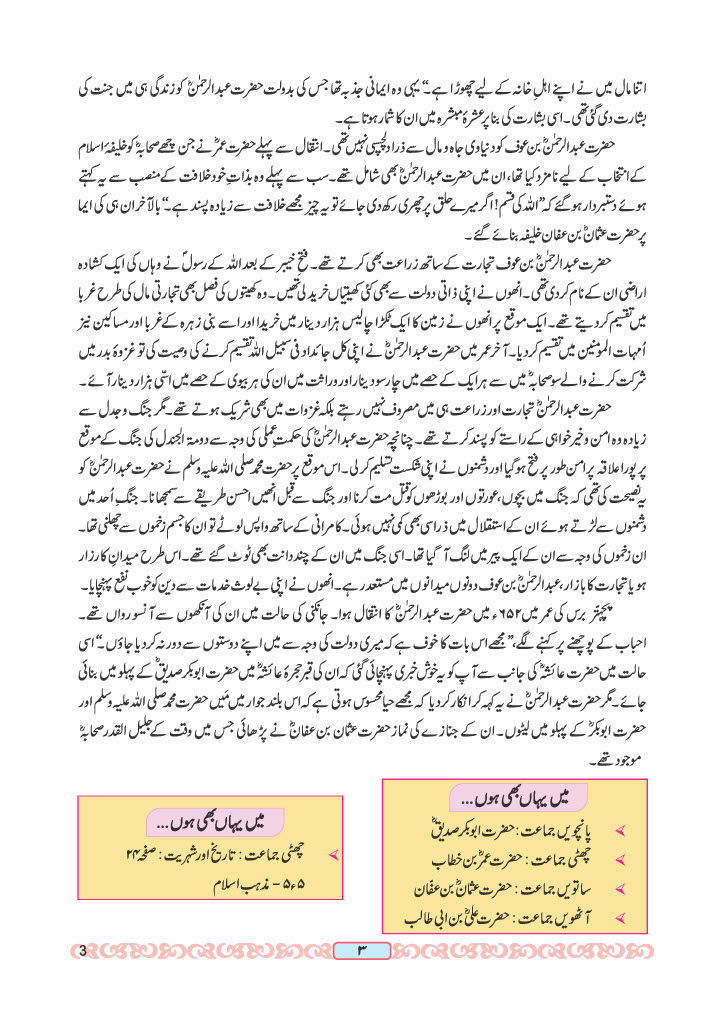 اتنا مال میں نے اپنے اہلِ خانہ کے لیے چھوڑا ہے۔“ یہی وہ ایمانی جذبہ تھا جس کی بدولت حضرت عبدالرحمٰنؓ کو زندگی ہی میں جنت کی
بشارت دی گئی تھی۔ اسی بشارت کی بنا پر عشرۂ مبشرہ میں ان کا شمار ہوتا ہے۔
حضرت عبدالرحمٰنؓ بن عوف کو دنیاوی جاہ و مال سے ذرا دلچسپی نہیں تھی۔ انتقال سے پہلے حضرت عمرؓ نے جن چھے صحابہؓ کو خلیفۂ اسلام
کے انتخاب کے لیے نامزد کیا تھا، ان میں حضرت عبدالرحمٰنؓ بھی شامل تھے۔ سب سے پہلے وہ بذاتِ خود خلافت کے منصب سے یہ کہتے
ہوئے دستبردار ہو گئے کہ ”اللہ کی قسم! اگر میرے حلق پر چھری رکھ دی جائے تو یہ چیز مجھے خلافت سے زیادہ پسند ہے۔“ بالآخر ان ہی کی ایما
پر حضرت عثمانؓ بن عفان خلیفہ بنائے گئے۔
حضرت عبدالرحمٰنؓ بن عوف تجارت کے ساتھ زراعت بھی کرتے تھے۔ فتحِ خیبر کے بعد اللہ کے رسولؐ نے وہاں کی ایک کشادہ
اراضی ان کے نام کردی تھی۔ انھوں نے اپنی ذاتی دولت سے بھی کئی کھیتیاں خرید لی تھیں۔ وہ کھیتوں کی فصل بھی تجارتی مال کی طرح غربا
میں تقسیم کردیتے تھے۔ ایک موقع پر انھوں نے زمین کا ایک ٹکڑا چالیس ہزار دینار میں خریدا اور اسے بنی زہرہ کے غربا اور مساکین نیز
اُمہات المومنین میں تقسیم کردیا۔ آخر عمر میں حضرت عبدالرحمٰنؓ نے اپنی کل جائداد فی سبیل اللہ تقسیم کرنے کی وصیت کی تو غزوۂ بدر میں
شرکت کرنے والے سو صحابہؓ میں سے ہر ایک کے حصے میں چار سو دینار اور وراثت میں ان کی ہر بیوی کے حصے میں اسّی ہزار دینار آئے۔
حضرت عبدالرحمٰنؓ تجارت اور زراعت ہی میں مصروف نہیں رہتے بلکہ غزوات میں بھی شریک ہوتے تھے۔ مگر جنگ و جدل سے
زیادہ وہ امن و خیر خواہی کے راستے کو پسند کرتے تھے۔ چنانچہ حضرت عبدالرحمٰنؓ کی حکمتِ عملی کی وجہ سے دومۃ الجندل کی جنگ کے موقع
پر پورا علاقہ پر امن طور پر فتح ہوگیا اور دشمنوں نے اپنی شکست تسلیم کرلی۔ اس موقع پر حضرت محمد صلی اللہ علیہ وسلم نے حضرت عبدالرحمٰنؓ کو
یہ نصیحت کی تھی کہ جنگ میں بچوں، عورتوں اور بوڑھوں کو قتل مت کرنا اور جنگ سے قبل انھیں احسن طریقے سے سمجھانا۔ جنگِ اُحد میں
دشمنوں سے لڑتے ہوئے ان کے استقلال میں ذرا سی بھی کمی نہیں ہوئی۔ کامرانی کے ساتھ واپس لوٹے تو ان کا جسم زخموں سے چھلنی تھا۔
ان زخموں کی وجہ سے ان کے ایک پیر میں لنگ آگیا تھا۔ اسی جنگ میں ان کے چند دانت بھی ٹوٹ گئے تھے۔ اس طرح میدانِ کارزار
ہو یا تجارت کا بازار، عبدالرحمٰنؓ بن عوف دونوں میدانوں میں مستعد رہے۔ انھوں نے اپنی بے لوث خدمات سے دین کو خوب نفع پہنچایا۔
پچھتّر برس کی عمر میں ۶۵۲ء میں حضرت عبدالرحمٰنؓ کا انتقال ہوا۔ جانکنی کی حالت میں ان کی آنکھوں سے آنسو رواں تھے۔
احباب کے پوچھنے پر کہنے لگے، ”مجھے اس بات کا خوف ہے کہ میری دولت کی وجہ سے میں اپنے دوستوں سے دور نہ کردیا جاؤں۔“ اسی
حالت میں حضرت عائشہؓ کی جانب سے آپ کو یہ خوش خبری پہنچائی گئی کہ ان کی قبر حجرۂ عائشہؓ میں حضرت ابوبکر صدیقؓ کے پہلو میں بنائی
جائے۔ مگر حضرت عبدالرحمٰنؓ نے یہ کہہ کر انکار کردیا کہ مجھے حیا محسوس ہوتی ہے کہ اس بلند جوار میں مَیں حضرت محمد صلی اللہ علیہ وسلم اور
حضرت ابوبکرؓ کے پہلو میں لیٹوں۔ ان کے جنازے کی نماز حضرت عثمان بن عفانؓ نے پڑھائی جس میں وقت کے جلیل القدر صحابہؓ
موجود تھے۔
میں یہاں بھی ہوں...
پانچویں جماعت : حضرت ابوبکر صدیقؓ
چھٹی جماعت : حضرت عمرؓ بن خطاب
ساتویں جماعت : حضرت عثمانؓ بن عفّان
آٹھویں جماعت : حضرت علیؓ بن ابی طالب
میں یہاں بھی ہوں...
چھٹی جماعت : تاریخ اور شہریت : صفحہ ۲۴
۵ء۵ – مذہب اسلام
۳
3